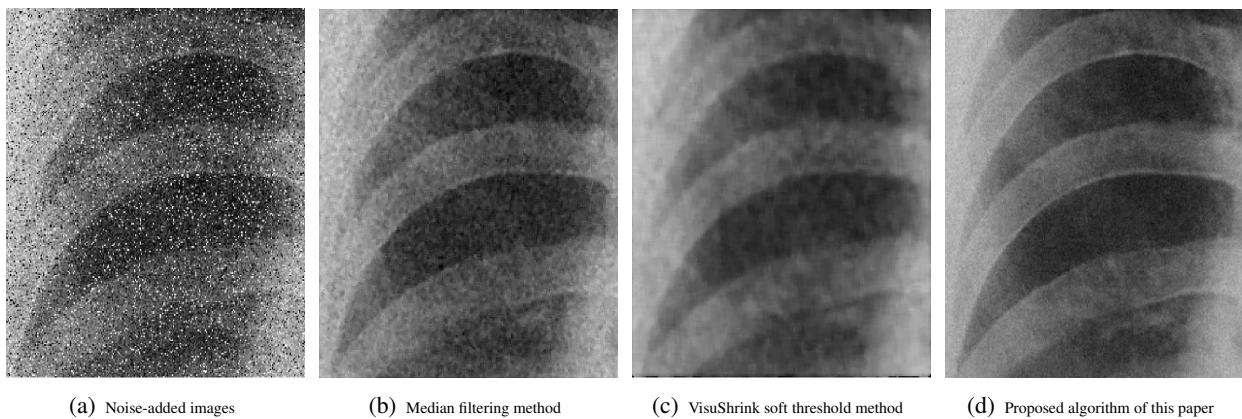 (a) Noise-added images
(b) Median filtering method
(c) VisuShrink soft threshold method
(d) Proposed algorithm of this paper